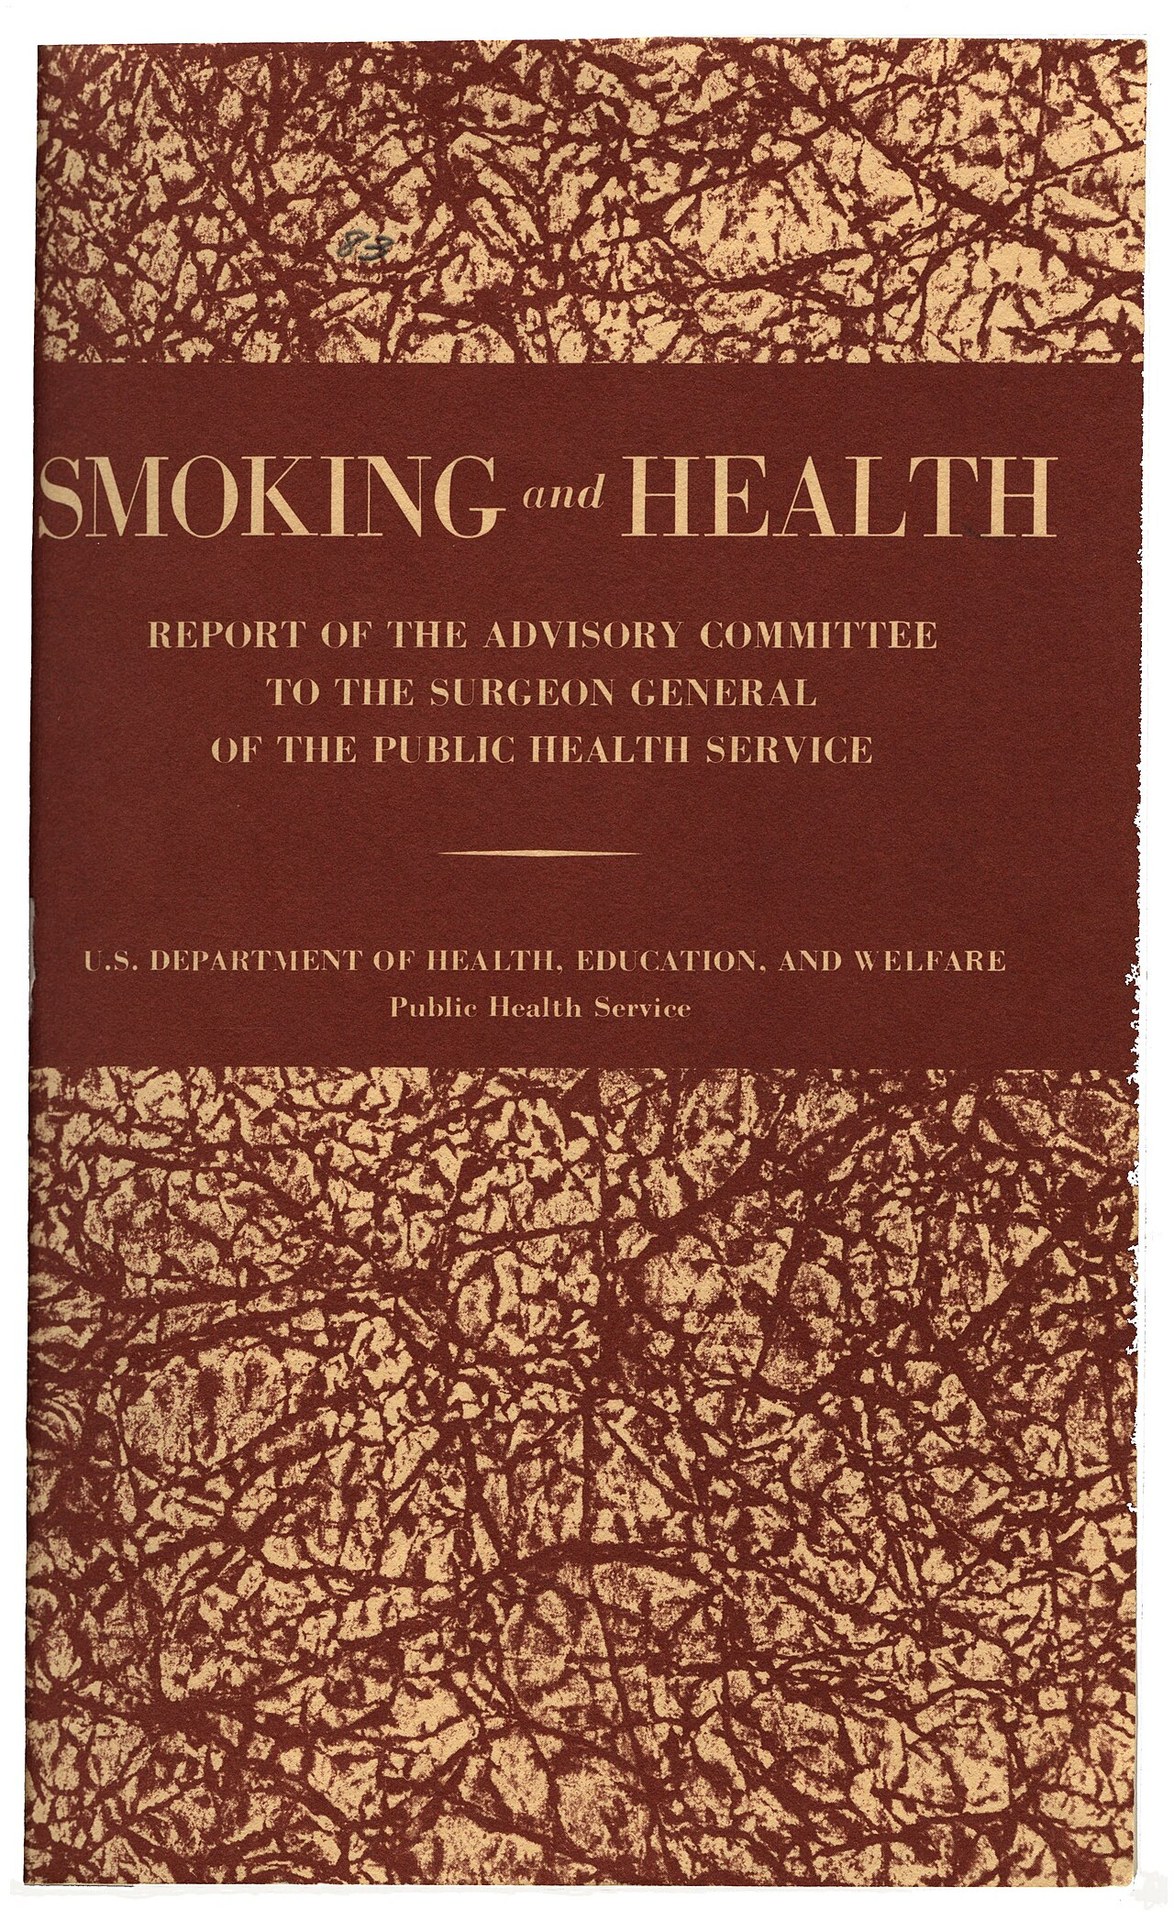 83
SMOKING and HEALTH
REPORT OF THE ADVISORY COMMITTEE
TO THE SURGEON GENERAL
OF THE PUBLIC HEALTH SERVICE
U.S. DEPARTMENT OF HEALTH, EDUCATION, AND WELFARE
Public Health Service